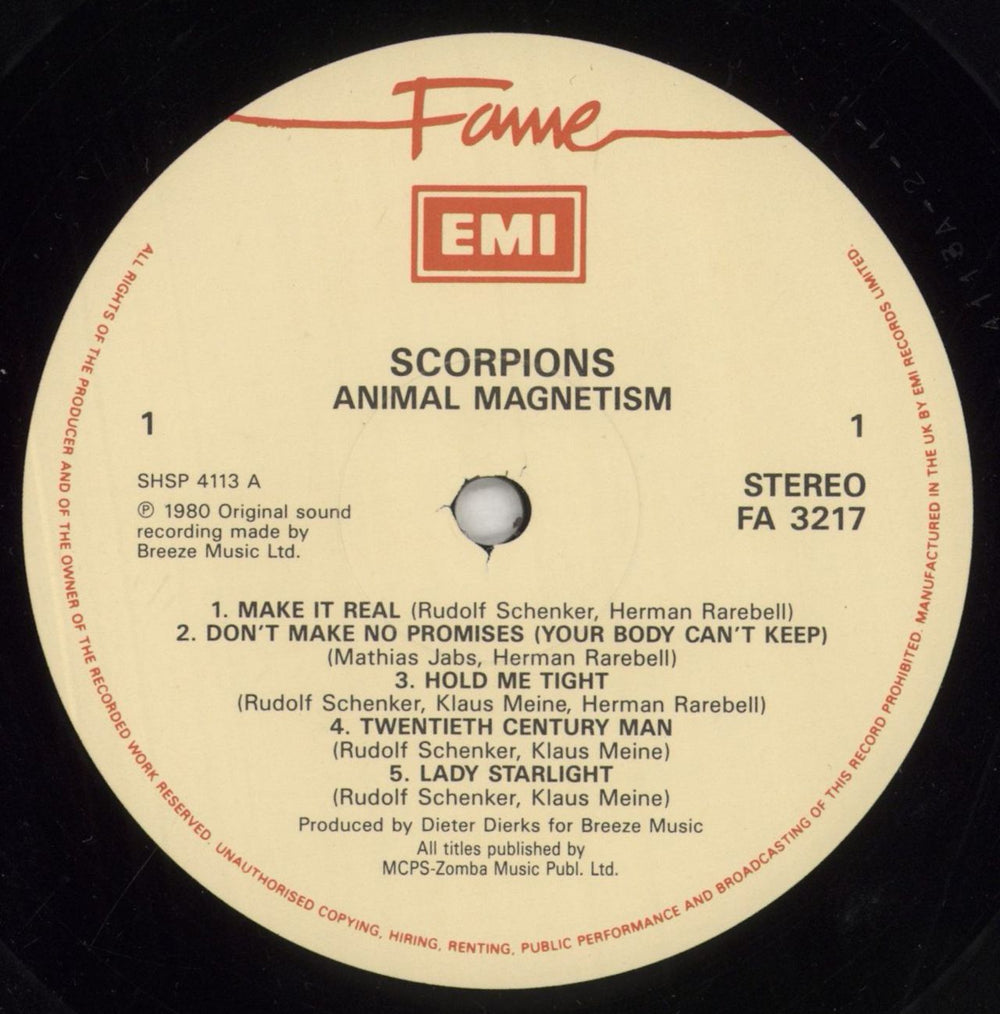 Fame
EMI
SCORPIONS
ANIMAL MAGNETISM
1
1
SHSP 4113 A
℗ 1980 Original sound
recording made by
Breeze Music Ltd.
STEREO
FA 3217
1. MAKE IT REAL (Rudolf Schenker, Herman Rarebell)
2. DON'T MAKE NO PROMISES (YOUR BODY CAN'T KEEP)
(Mathias Jabs, Herman Rarebell)
3. HOLD ME TIGHT
(Rudolf Schenker, Klaus Meine, Herman Rarebell)
4. TWENTIETH CENTURY MAN
(Rudolf Schenker, Klaus Meine)
5. LADY STARLIGHT
(Rudolf Schenker, Klaus Meine)
Produced by Dieter Dierks for Breeze Music
All titles published by
MCPS-Zomba Music Publ. Ltd.
ALL RIGHTS OF THE PRODUCER AND OF THE OWNER OF THE RECORDED WORK RESERVED. UNAUTHORISED COPYING, HIRING, RENTING, PUBLIC PERFORMANCE AND BROADCASTING OF THIS RECORD PROHIBITED. MANUFACTURED IN THE UK BY EMI RECORDS LIMITED.